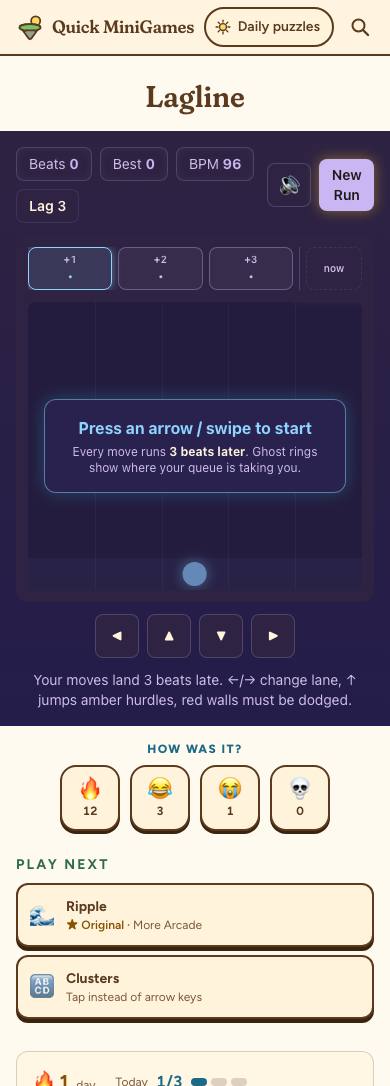 Quick MiniGames
Daily puzzles
Lagline
Beats 0
Best 0
BPM 96
Lag 3
New
Run
+1
+2
+3
now
Press an arrow / swipe to start
Every move runs 3 beats later. Ghost rings
show where your queue is taking you.
Your moves land 3 beats late. ←/→ change lane, ↑
jumps amber hurdles, red walls must be dodged.
HOW WAS IT?
12
3
1
0
PLAY NEXT
Ripple
★ Original · More Arcade
ABCD
Clusters
Tap instead of arrow keys
1 day
Today 1/3